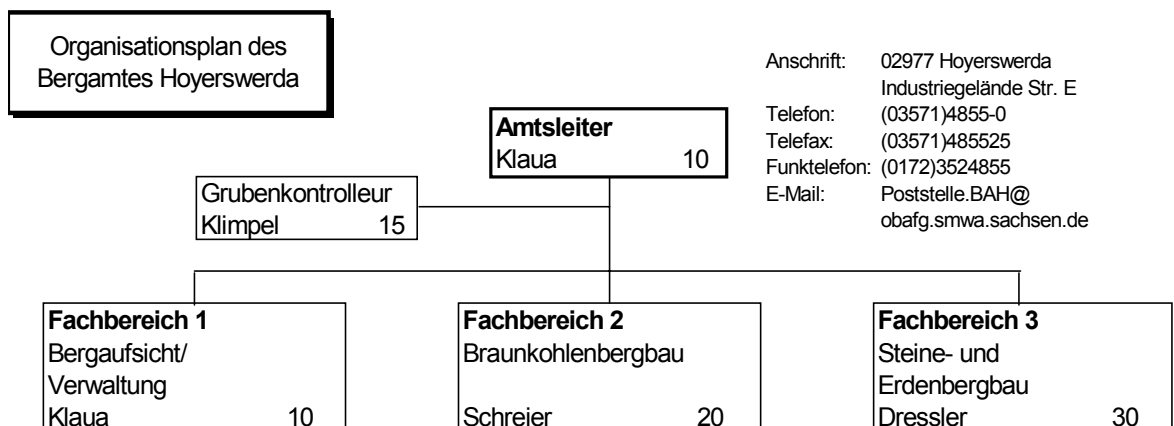 Organisationsplan des
Bergamtes Hoyerswerda
Anschrift: 02977 Hoyerswerda
Industriegelände Str. E
Telefon: (03571)4855-0
Telefax: (03571)485525
Funktelefon: (0172)3524855
E-Mail: Poststelle.BAH@
obafg.smwa.sachsen.de
Amtsleiter
Klaua 10
Grubenkontrolleur
Klimpel 15
Fachbereich 1
Bergaufsicht/
Verwaltung
Klaua 10
Fachbereich 2
Braunkohlenbergbau
Schreier 20
Fachbereich 3
Steine- und
Erdenbergbau
Dressler 30